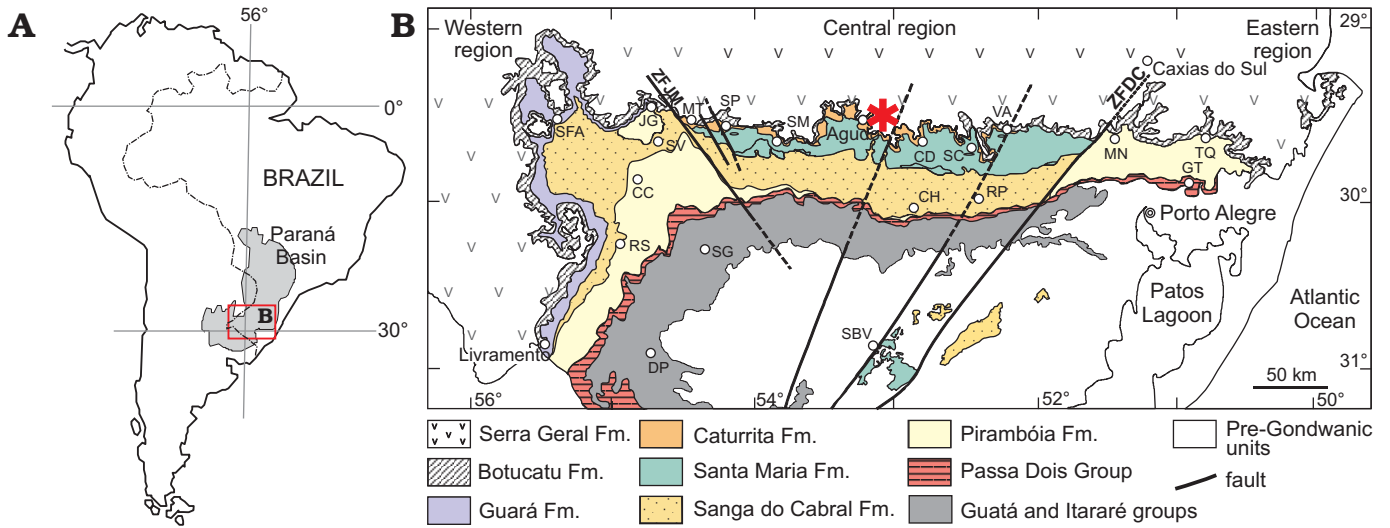 A
56°
0°
BRAZIL
Paraná
Basin
B
30°
B
Western
region
Central region
Eastern
region
29°
Caxias do Sul
ZFJM
ZFDC
MT
SP
JG
SFA
SV
SM
Agudo
VA
CD
SC
MN
TQ
GT
CC
CH
RP
30°
Porto Alegre
RS
SG
Patos
Lagoon
Atlantic
Ocean
SBV
Livramento
DP
31°
50 km
56°
54°
52°
50°
Serra Geral Fm.
Caturrita Fm.
Pirambóia Fm.
Pre-Gondwanic
units
Botucatu Fm.
Santa Maria Fm.
Passa Dois Group
fault
Guará Fm.
Sanga do Cabral Fm.
Guatá and Itararé groups